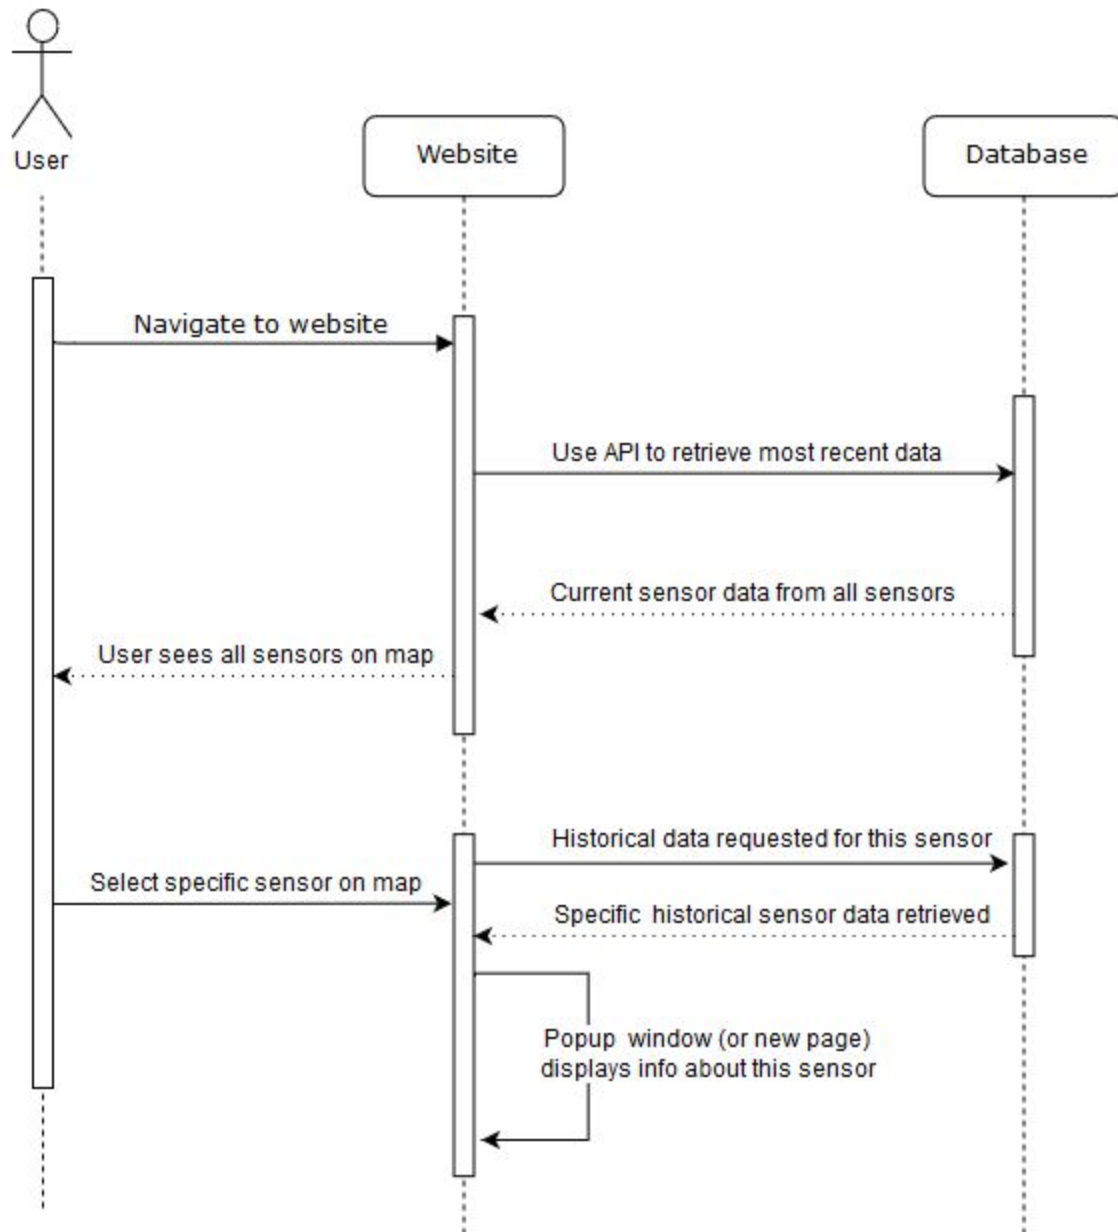 User
Website
Database
Navigate to website
Use API to retrieve most recent data
Current sensor data from all sensors
User sees all sensors on map
Historical data requested for this sensor
Select specific sensor on map
Specific historical sensor data retrieved
Popup window (or new page)
displays info about this sensor